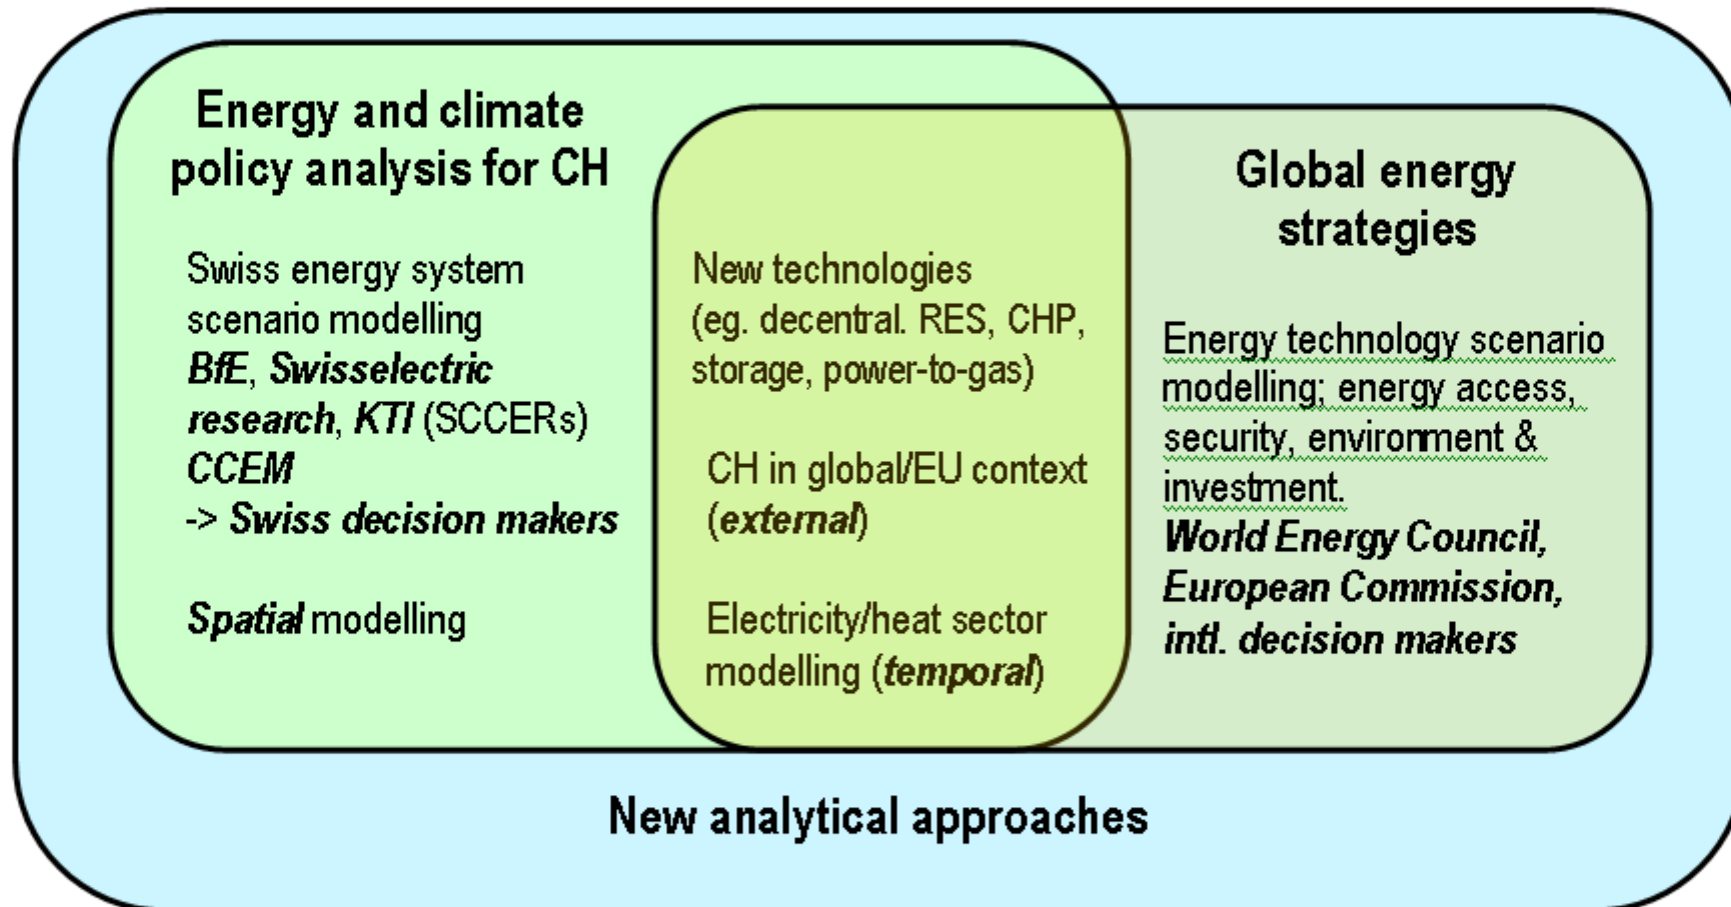 Energy and climate
policy analysis for CH
Swiss energy system
scenario modelling
BfE, Swisselectric
research, KTI (SCCERs)
CCEM
-> Swiss decision makers
Spatial modelling
New technologies
(eg. decentral. RES, CHP,
storage, power-to-gas)
CH in global/EU context
(external)
Electricity/heat sector
modelling (temporal)
Global energy
strategies
Energy technology scenario
modelling; energy access,
security, environment &
investment.
World Energy Council,
European Commission,
intl. decision makers
New analytical approaches